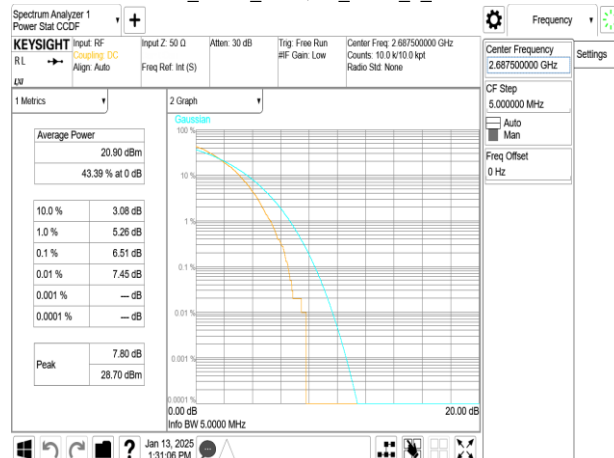 Spectrum Analyzer 1
Power Stat CCDF
+
Frequency
KEYSIGHT
RL
Input: RF
Coupling: DC
Align: Auto
Input Z: 50 Ω
Freq Ref: Int (S)
Atten: 30 dB
Trig: Free Run
#IF Gain: Low
Center Freq: 2.687500000 GHz
Counts: 10.0 k/10.0 kpt
Radio Std: None
Center Frequency
2.687500000 GHz
Settings
CF Step
5.000000 MHz
Auto
Man
Freq Offset
0 Hz
1 Metrics
Average Power
20.90 dBm
43.39 % at 0 dB
10.0 % 3.08 dB
1.0 % 5.26 dB
0.1 % 6.51 dB
0.01 % 7.45 dB
0.001 % --- dB
0.0001 % --- dB
Peak
7.80 dB
28.70 dBm
2 Graph
Gaussian
100 %
10 %
1 %
0.1 %
0.01 %
0.001 %
0.0001 %
0.00 dB 20.00 dB
Info BW 5.0000 MHz
?
Jan 13, 2025
1:31:06 PM